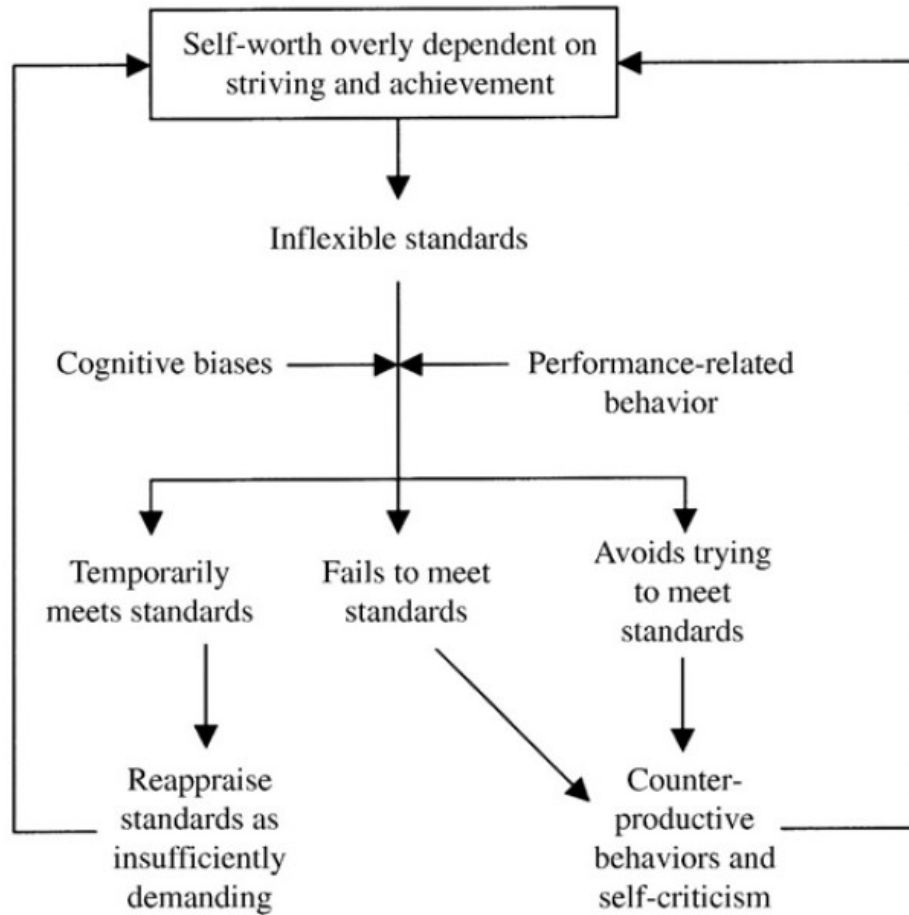 Self-worth overly dependent on
striving and achievement
Inflexible standards
Cognitive biases
Performance-related
behavior
Temporarily
meets standards
Fails to meet
standards
Avoids trying
to meet
standards
Reappraise
standards as
insufficiently
demanding
Counter-
productive
behaviors and
self-criticism